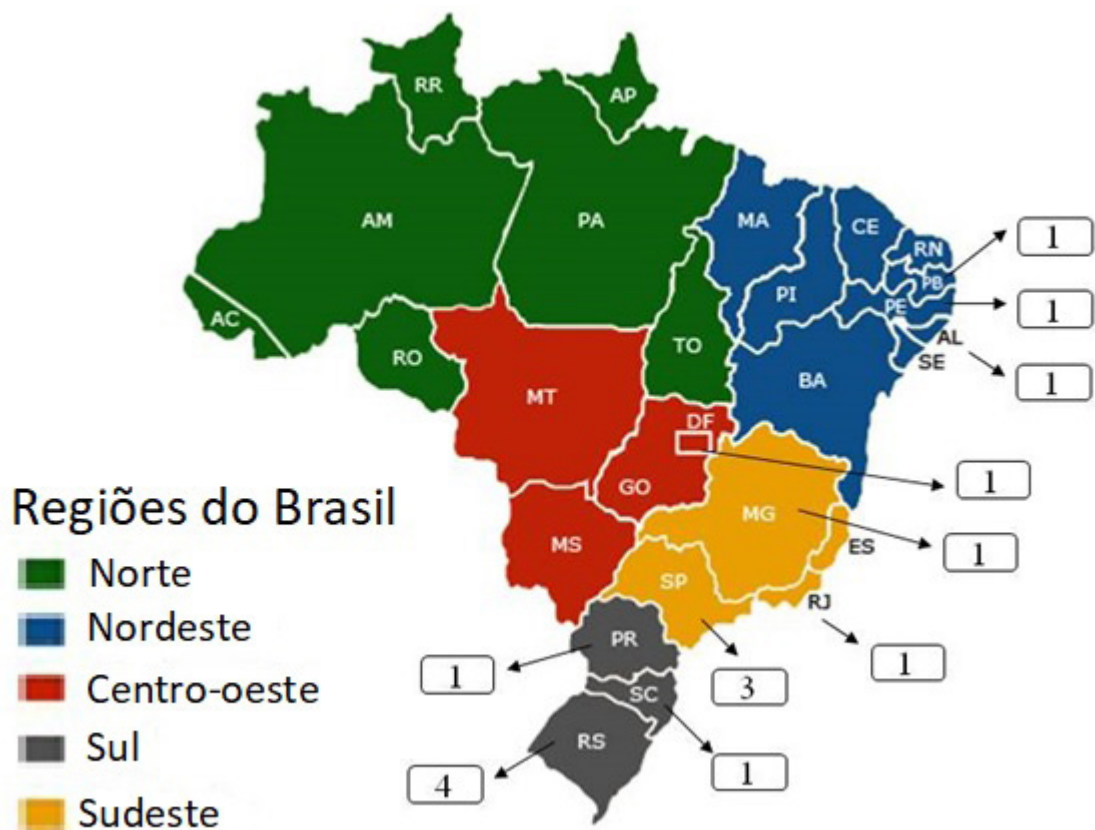 RR
AP
AM
PA
MA
CE
RN
1
PB
PI
PE
1
AC
RO
TO
AL
SE
1
MT
BA
DF
GO
1
Regiões do Brasil
MG
MS
ES
1
Norte
SP
RJ
Nordeste
PR
1
1
3
Centro-oeste
SC
RS
Sul
1
4
Sudeste